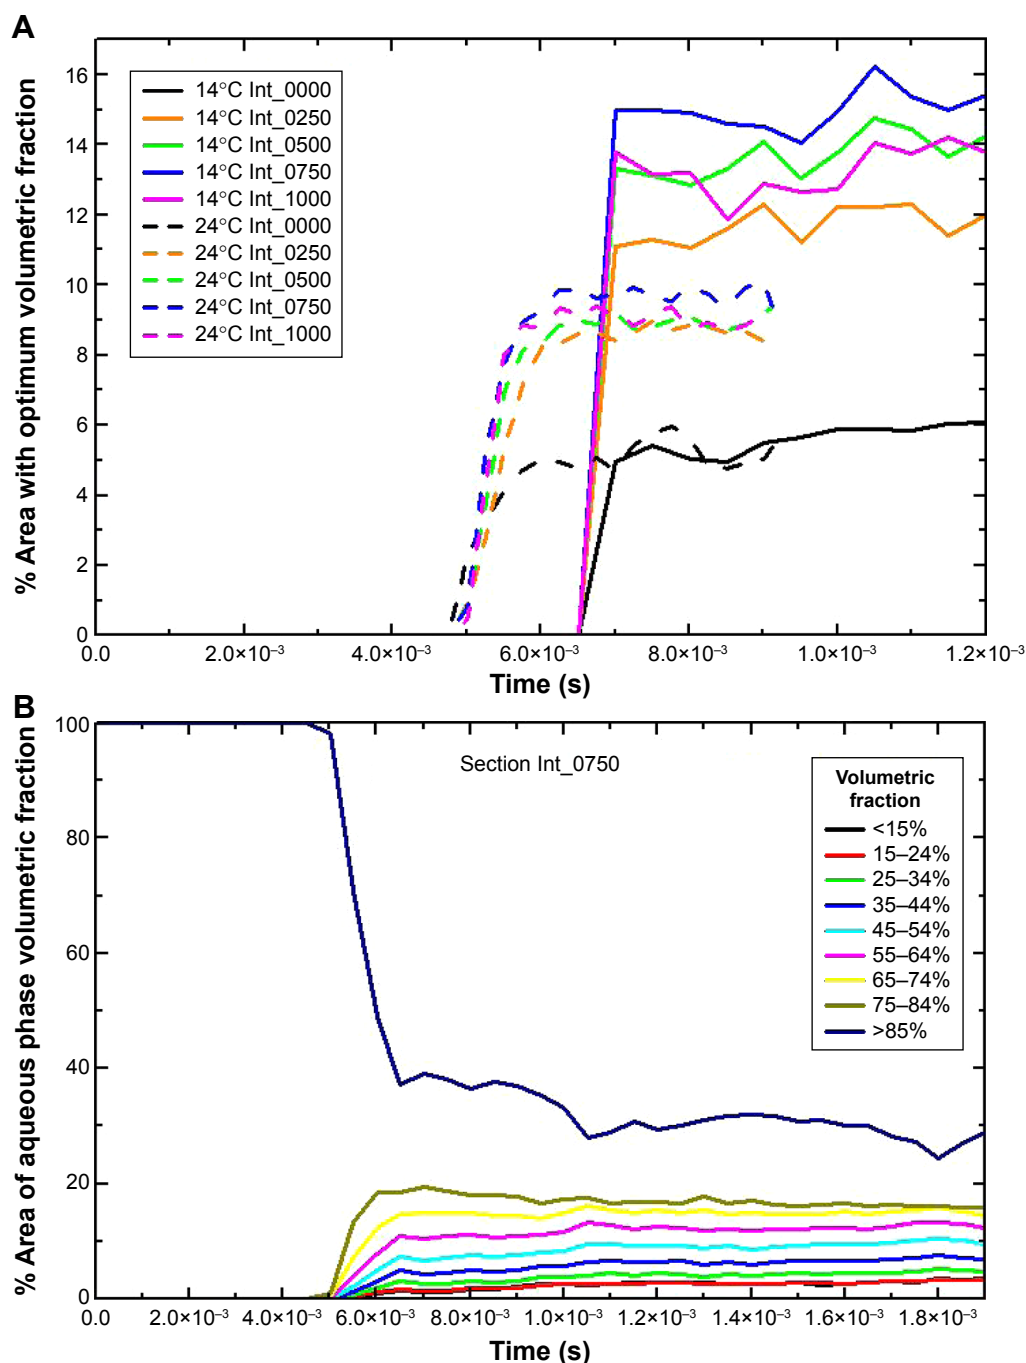 A
% Area with optimum volumetric fraction
16
14
12
10
8
6
4
2
0
14°C Int_0000
14°C Int_0250
14°C Int_0500
14°C Int_0750
14°C Int_1000
24°C Int_0000
24°C Int_0250
24°C Int_0500
24°C Int_0750
24°C Int_1000
0.0 2.0×10⁻³ 4.0×10⁻³ 6.0×10⁻³ 8.0×10⁻³ 1.0×10⁻³ 1.2×10⁻³
Time (s)
B
% Area of aqueous phase volumetric fraction
100
80
60
40
20
0
Section Int_0750
Volumetric
fraction
<15%
15–24%
25–34%
35–44%
45–54%
55–64%
65–74%
75–84%
>85%
0.0 2.0×10⁻³ 4.0×10⁻³ 6.0×10⁻³ 8.0×10⁻³ 1.0×10⁻³ 1.2×10⁻³ 1.4×10⁻³ 1.6×10⁻³ 1.8×10⁻³
Time (s)